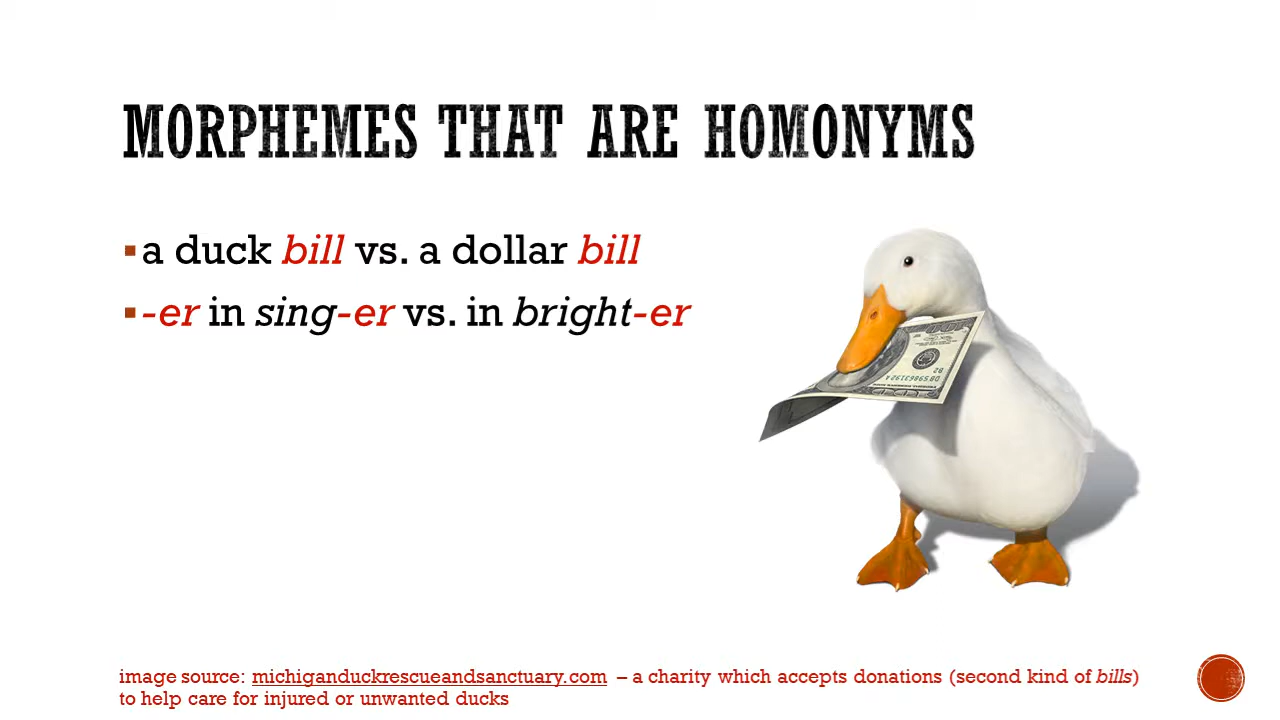 MORPHEMES THAT ARE HOMONYMS
▪a duck bill vs. a dollar bill
▪-er in sing-er vs. in bright-er
image source: michiganduckrescueandsanctuary.com – a charity which accepts donations (second kind of bills)
to help care for injured or unwanted ducks